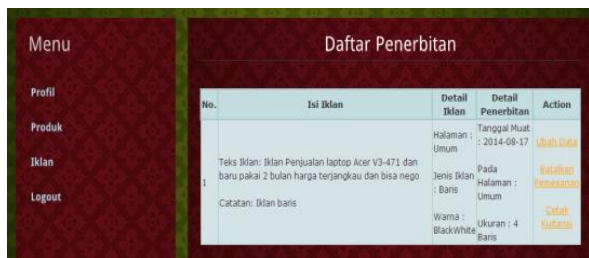 Menu
Profil
Produk
Iklan
Logout
Daftar Penerbitan
No.
Isi Iklan
Detail
Iklan
Detail
Penerbitan
Action
1
Teks Iklan: Iklan Penjualan laptop Acer V3-471 dan
baru pakai 2 bulan harga terjangkau dan bisa nego
Catatan: Iklan baris
Halaman :
Umum
Jenis Iklan
: Baris
Warna :
BlackWhite
Tanggal Muat
: 2014-08-17
Pada
Halaman :
Umum
Ukuran : 4
Baris
Ubah Data
Batalkan
Pemesanan
Cetak
Kuitansi